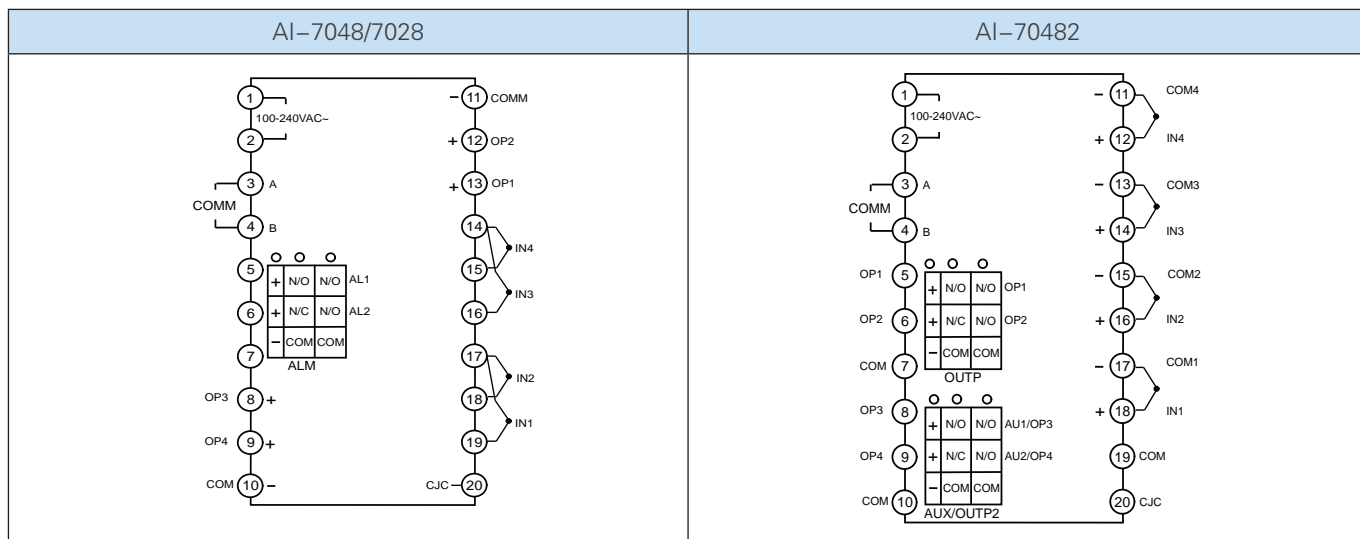 AI-7048/7028
AI-70482
1
100-240VAC~
2
3 A
COMM
4 B
5
6
7
+ N/O N/O AL1
+ N/C N/O AL2
- COM COM
ALM
OP3 8 +
OP4 9 +
COM 10 -
- 11 COMM
+ 12 OP2
+ 13 OP1
14
IN4
15
IN3
16
17
IN2
18
IN1
19
CJC 20
1
100-240VAC~
2
3 A
COMM
4 B
OP1 5
OP2 6
COM 7
+ N/O N/O OP1
+ N/C N/O OP2
- COM COM
OUTP
OP3 8
OP4 9
COM 10
+ N/O N/O AU1/OP3
+ N/C N/O AU2/OP4
- COM COM
AUX/OUTP2
- 11 COM4
+ 12 IN4
- 13 COM3
+ 14 IN3
- 15 COM2
+ 16 IN2
- 17 COM1
+ 18 IN1
19 COM
20 CJC